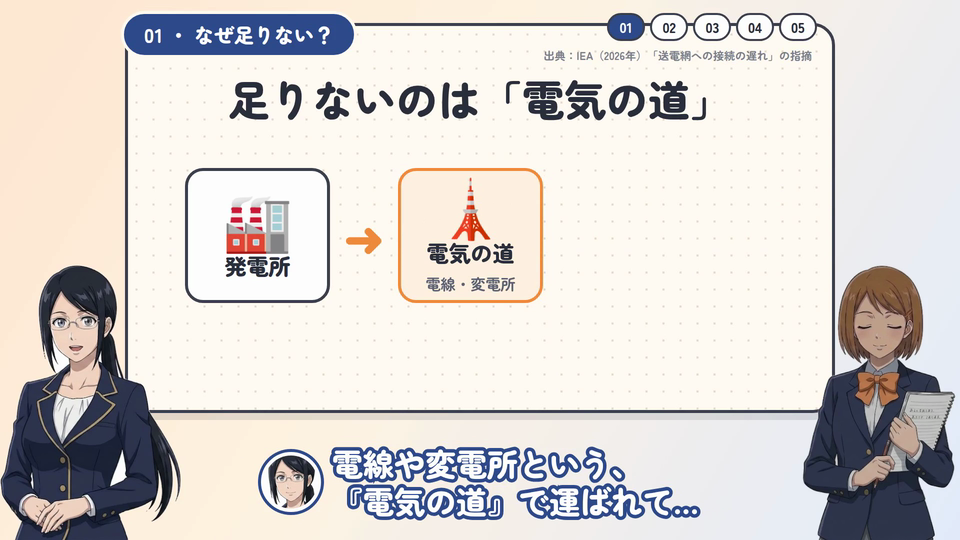 01 ・ なぜ足りない？
01 02 03 04 05
出典：IEA（2026年）「送電網への接続の遅れ」の指摘
足りないのは「電気の道」
発電所
電気の道
電線・変電所
電線や変電所という、
『電気の道』で運ばれて…